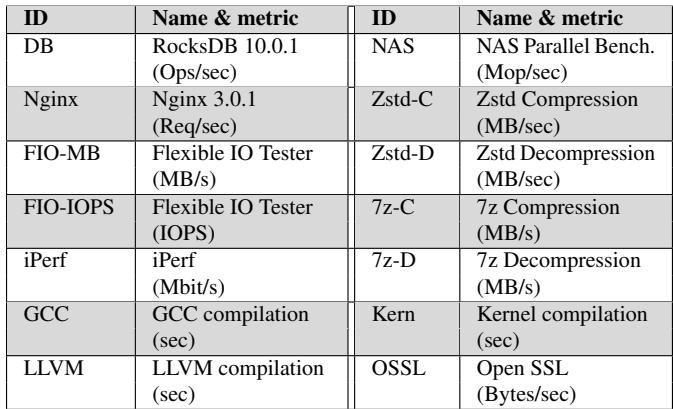 ID Name & metric ID Name & metric
DB RocksDB 10.0.1 NAS NAS Parallel Bench.
(Ops/sec) (Mop/sec)
Nginx Nginx 3.0.1 Zstd-C Zstd Compression
(Req/sec) (MB/sec)
FIO-MB Flexible IO Tester Zstd-D Zstd Decompression
(MB/s) (MB/sec)
FIO-IOPS Flexible IO Tester 7z-C 7z Compression
(IOPS) (MB/s)
iPerf iPerf 7z-D 7z Decompression
(Mbit/s) (MB/s)
GCC GCC compilation Kern Kernel compilation
(sec) (sec)
LLVM LLVM compilation OSSL Open SSL
(sec) (Bytes/sec)